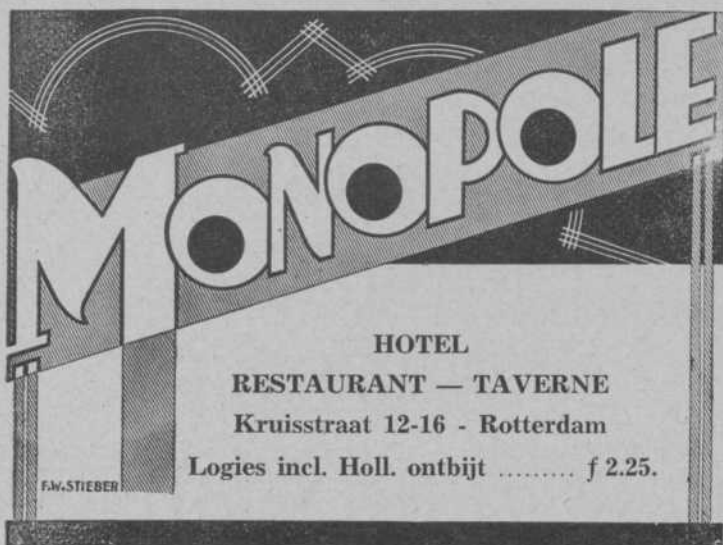 MONOPOLE
HOTEL
RESTAURANT — TAVERNE
Kruisstraat 12-16 - Rotterdam
Logies incl. Holl. ontbijt ......... f 2.25.
F.W.STIEBER